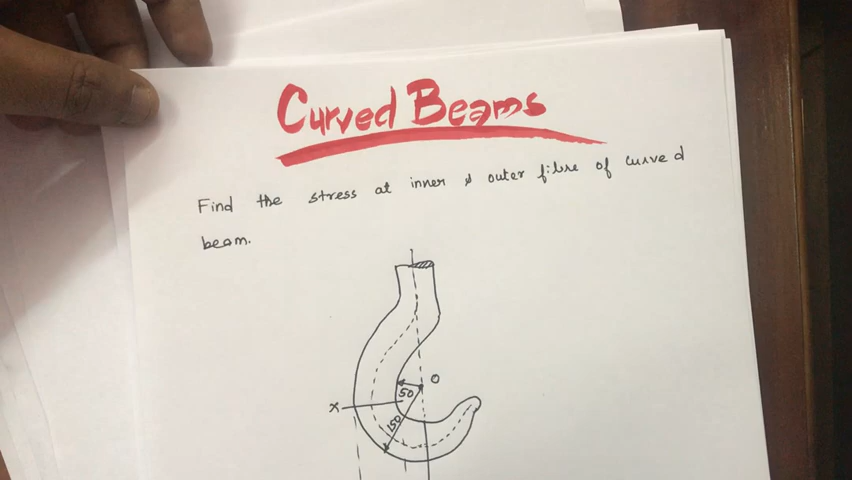 Curved Beams
Find the stress at inner & outer fibre of curved
beam.
O
50
X
150